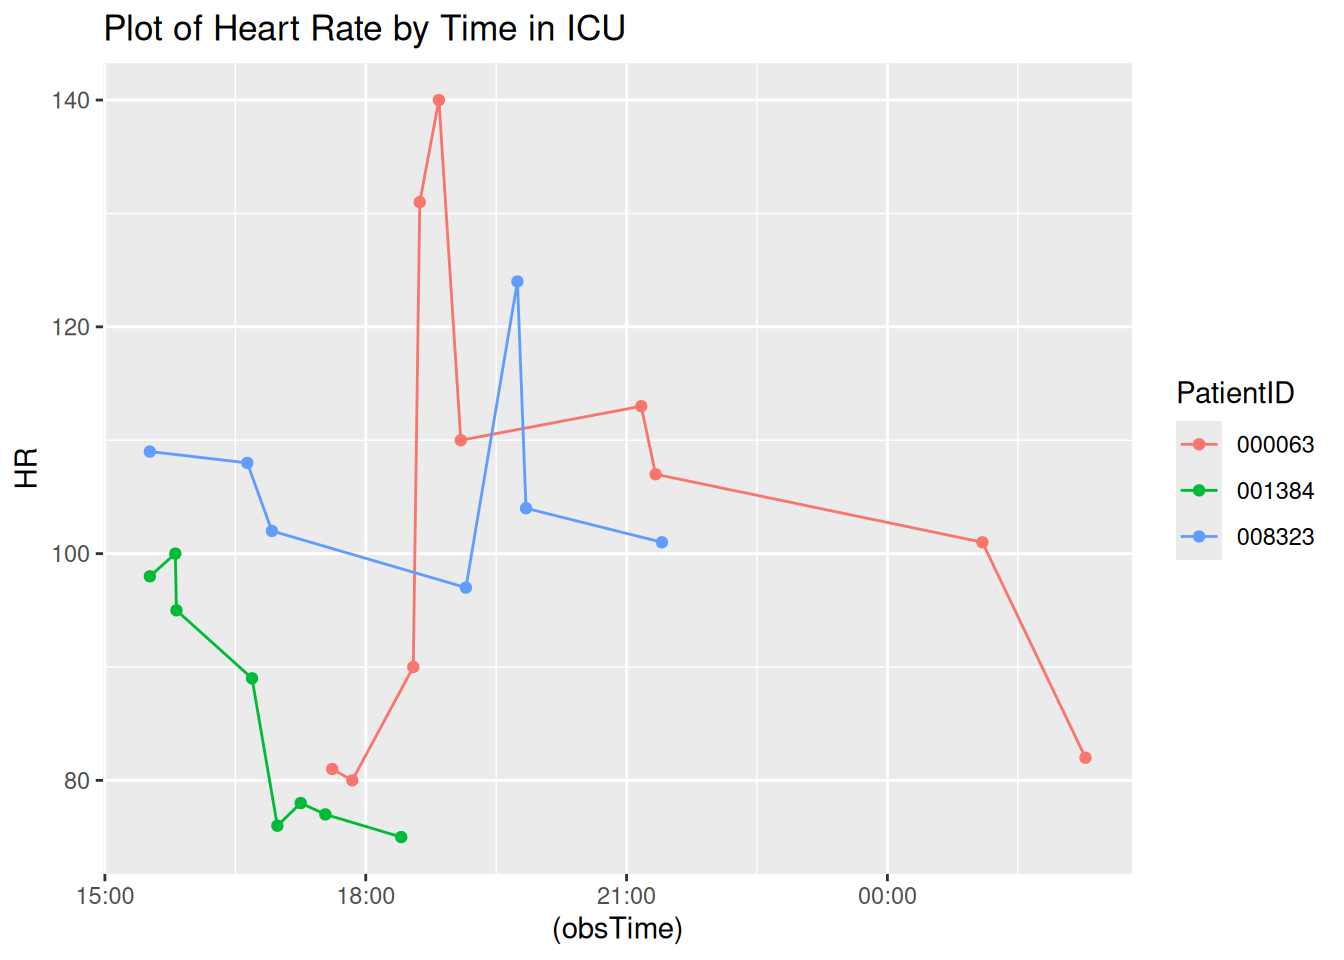 Plot of Heart Rate by Time in ICU
140
120
100
80
HR
15:00
18:00
21:00
00:00
(obsTime)
PatientID
000063
001384
008323